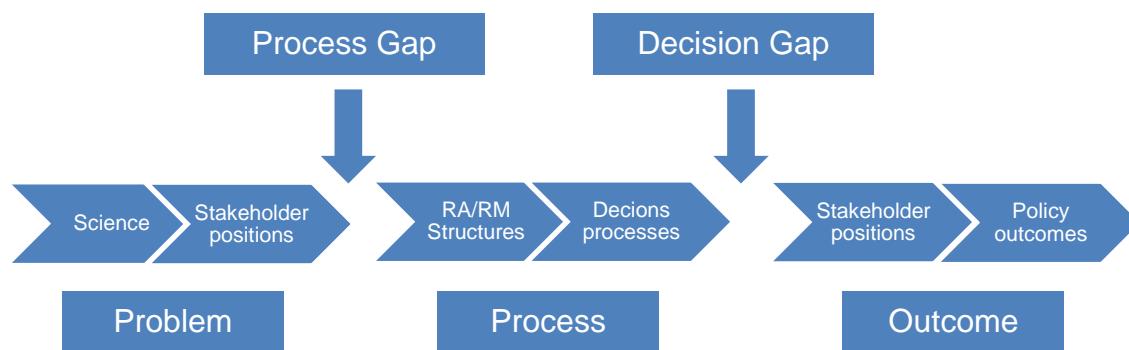 Process Gap
Decision Gap
Science
Stakeholder
positions
RA/RM
Structures
Decions
processes
Stakeholder
positions
Policy
outcomes
Problem
Process
Outcome